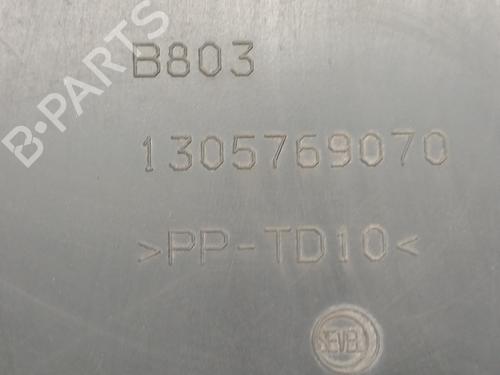 B-PARTS
B803
1305769070
>PP-TD10<
SEVEL